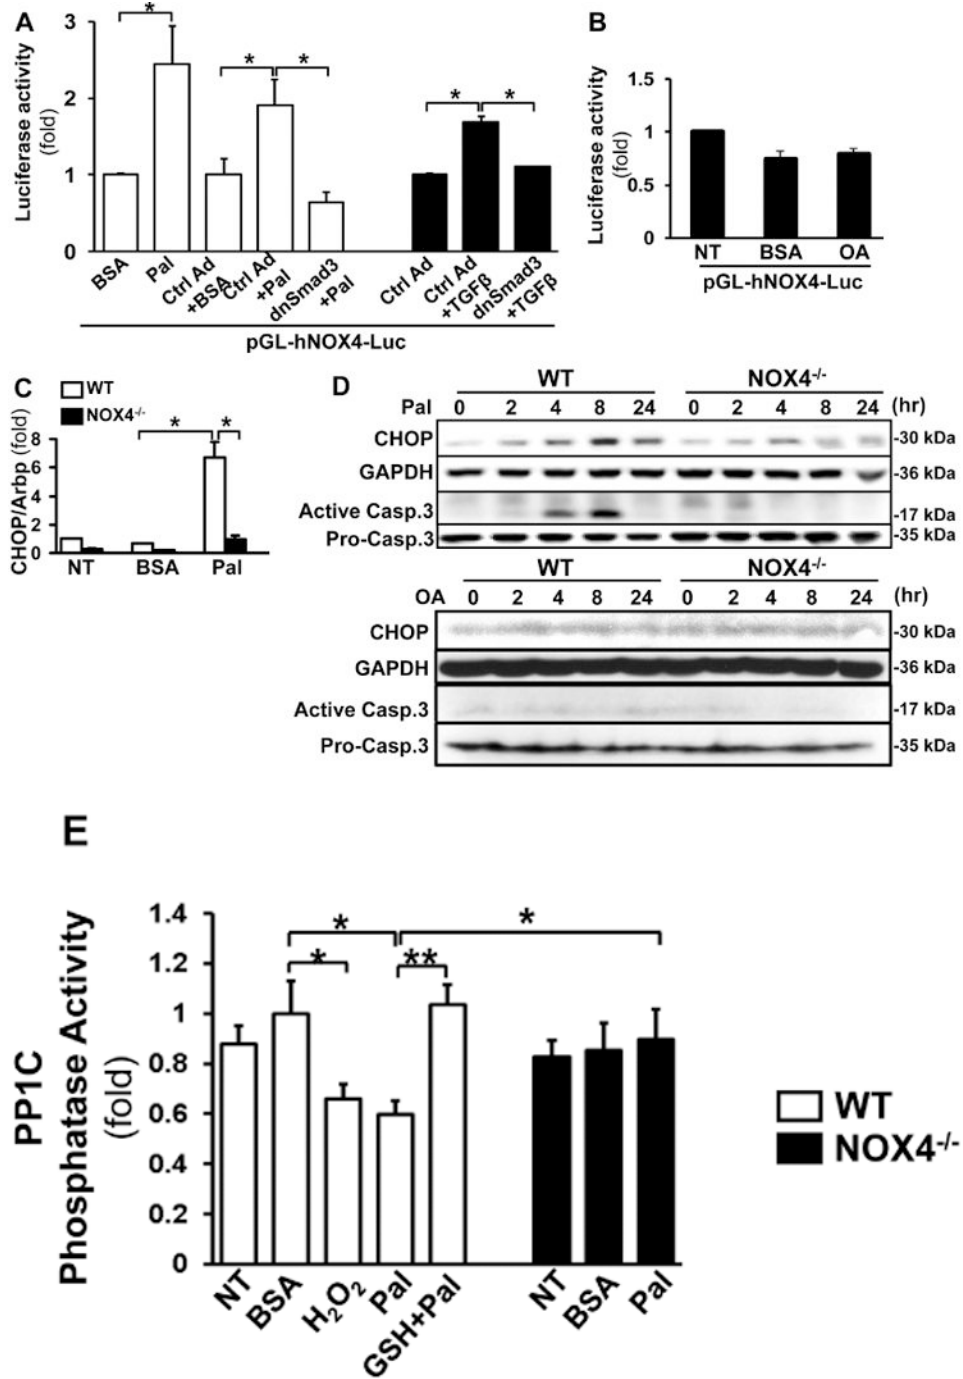 A
Luciferase activity
(fold)
3
2
1
0
*
*
*
*
*
BSA
Pal
Ctrl Ad
+BSA
Ctrl Ad
+Pal
dnSmad3
+Pal
Ctrl Ad
Ctrl Ad
+TGFβ
dnSmad3
+TGFβ
pGL-hNOX4-Luc
B
Luciferase activity
(fold)
1.5
1
0.5
0
NT BSA OA
pGL-hNOX4-Luc
C
WT
NOX4-/-
CHOP/Arbp (fold)
8
6
4
2
0
* *
NT BSA Pal
D
WT NOX4-/-
Pal 0 2 4 8 24 0 2 4 8 24 (hr)
CHOP -30 kDa
GAPDH -36 kDa
Active Casp.3 -17 kDa
Pro-Casp.3 -35 kDa
WT NOX4-/-
OA 0 2 4 8 24 0 2 4 8 24 (hr)
CHOP -30 kDa
GAPDH -36 kDa
Active Casp.3 -17 kDa
Pro-Casp.3 -35 kDa
E
PP1C
Phosphatase Activity
(fold)
1.4
1.2
1
0.8
0.6
0.4
0.2
0
*
*
*
**
NT
BSA
H2O2
Pal
GSH+Pal
NT
BSA
Pal
WT
NOX4-/-